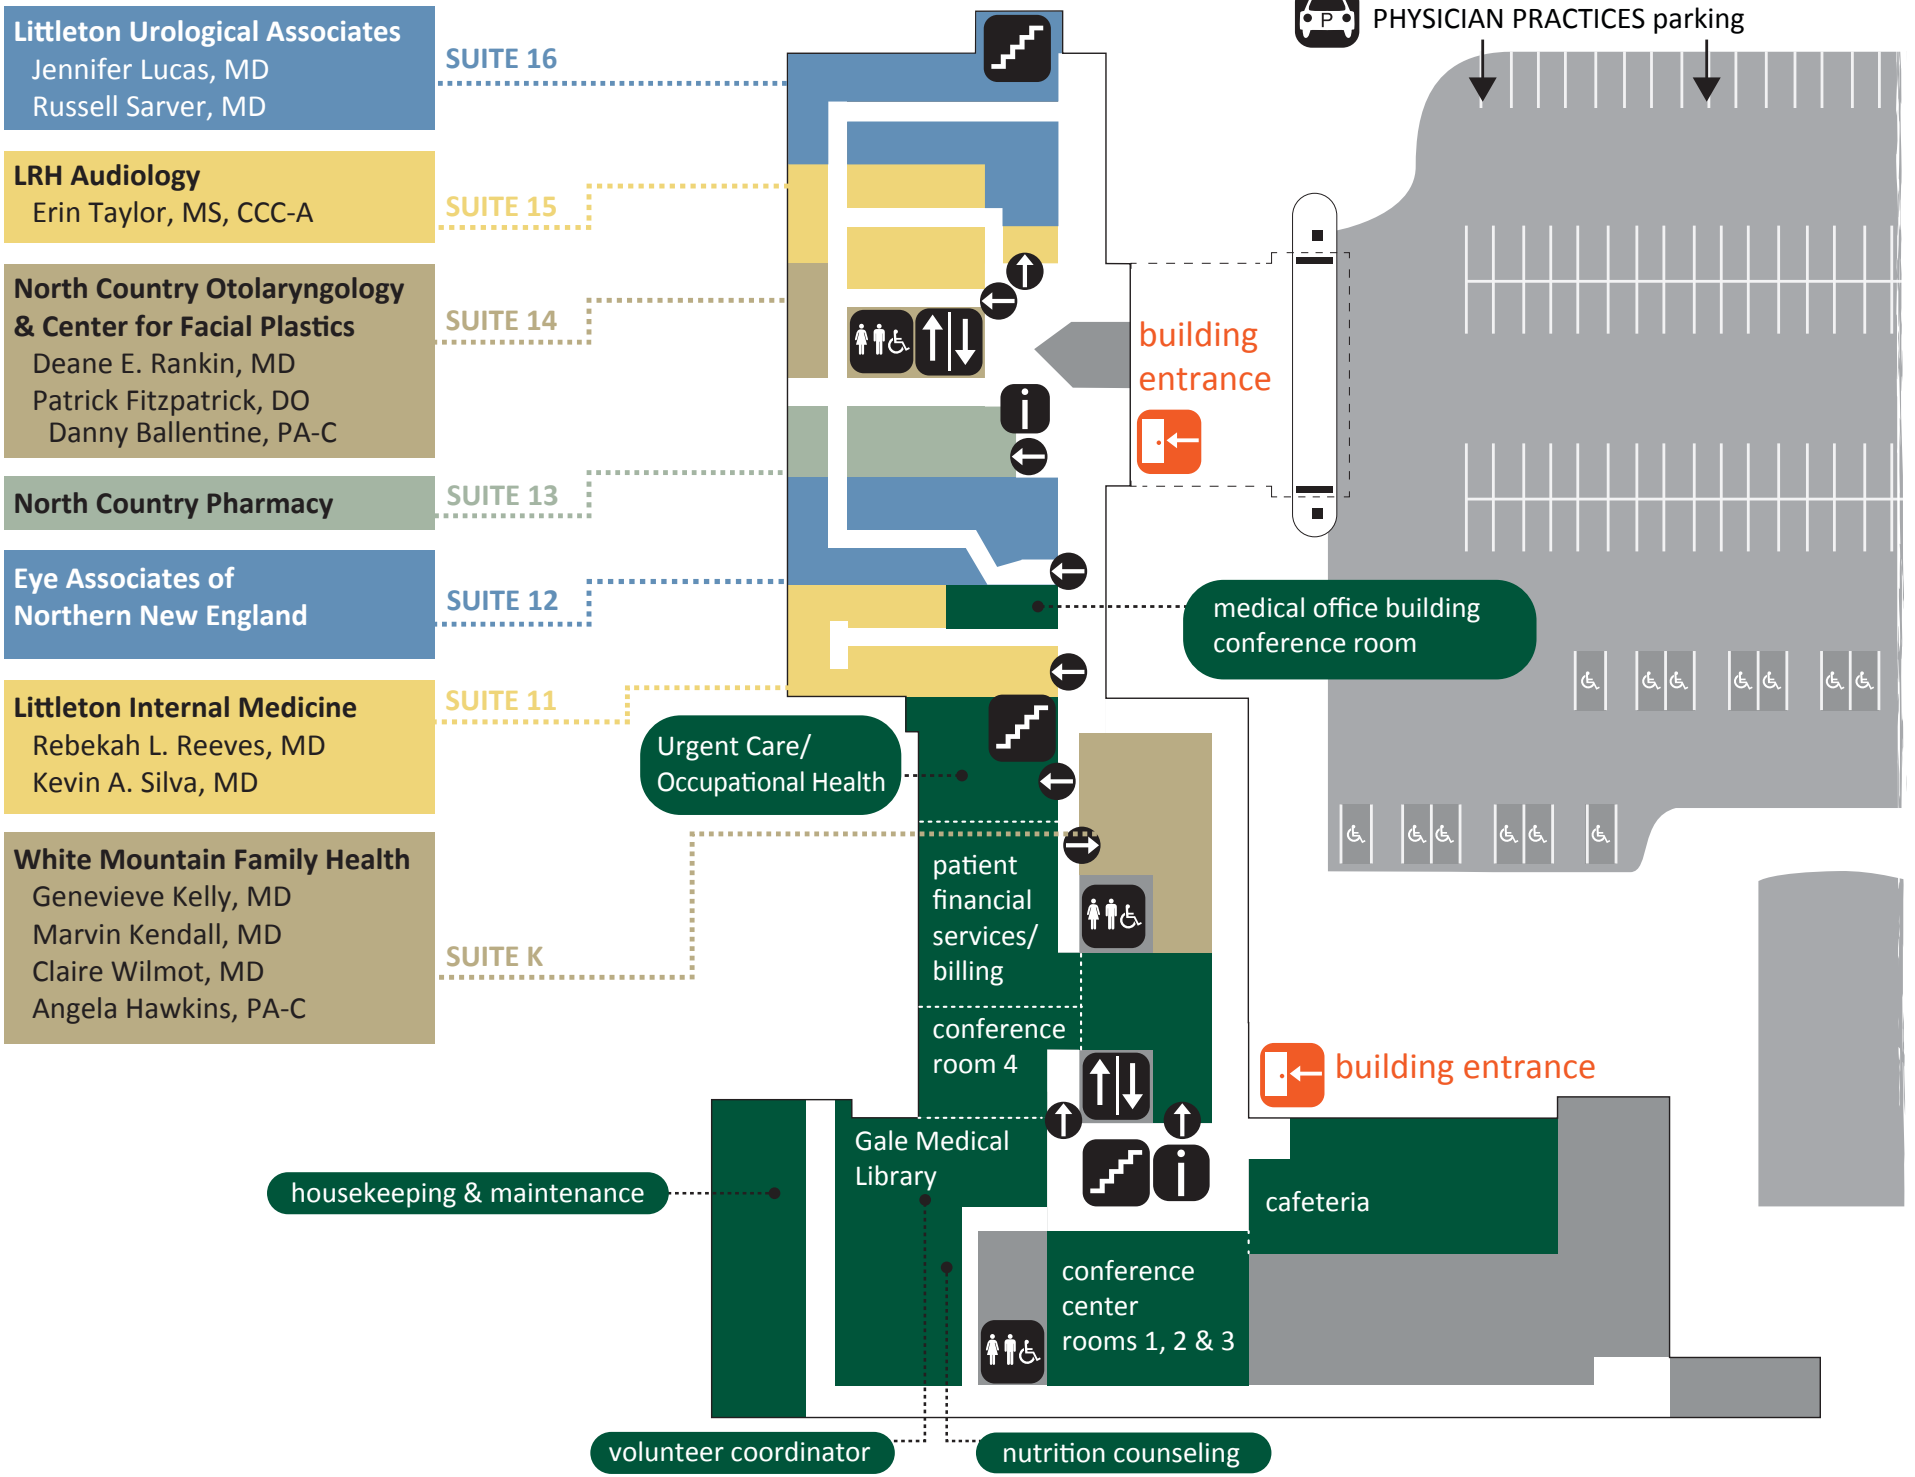 Littleton Urological Associates
Jennifer Lucas, MD
Russell Sarver, MD
SUITE 16
LRH Audiology
Erin Taylor, MS, CCC-A
SUITE 15
North Country Otolaryngology
& Center for Facial Plastics
Deane E. Rankin, MD
Patrick Fitzpatrick, DO
Danny Ballentine, PA-C
SUITE 14
North Country Pharmacy
SUITE 13
Eye Associates of
Northern New England
SUITE 12
Littleton Internal Medicine
Rebekah L. Reeves, MD
Kevin A. Silva, MD
SUITE 11
White Mountain Family Health
Genevieve Kelly, MD
Marvin Kendall, MD
Claire Wilmot, MD
Angela Hawkins, PA-C
SUITE K
P
PHYSICIAN PRACTICES parking
building
entrance
i
medical office building
conference room
Urgent Care/
Occupational Health
patient
financial
services/
billing
conference
room 4
building entrance
Gale Medical
Library
i
housekeeping & maintenance
cafeteria
conference
center
rooms 1, 2 & 3
volunteer coordinator
nutrition counseling